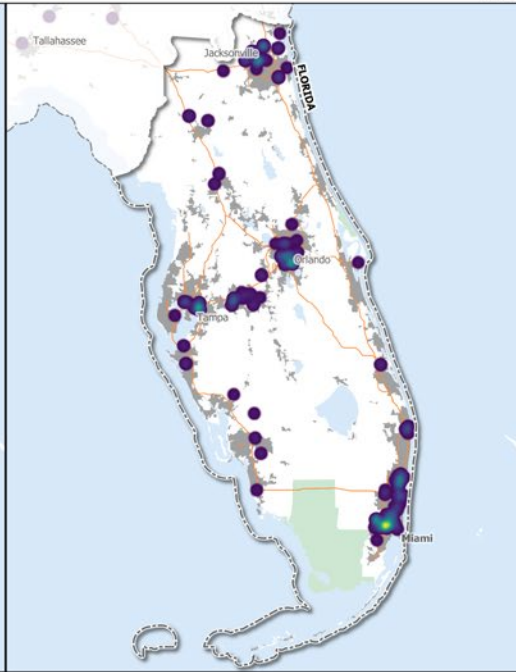 Tallahassee
Jacksonville
FLORIDA
Orlando
Tampa
Miami